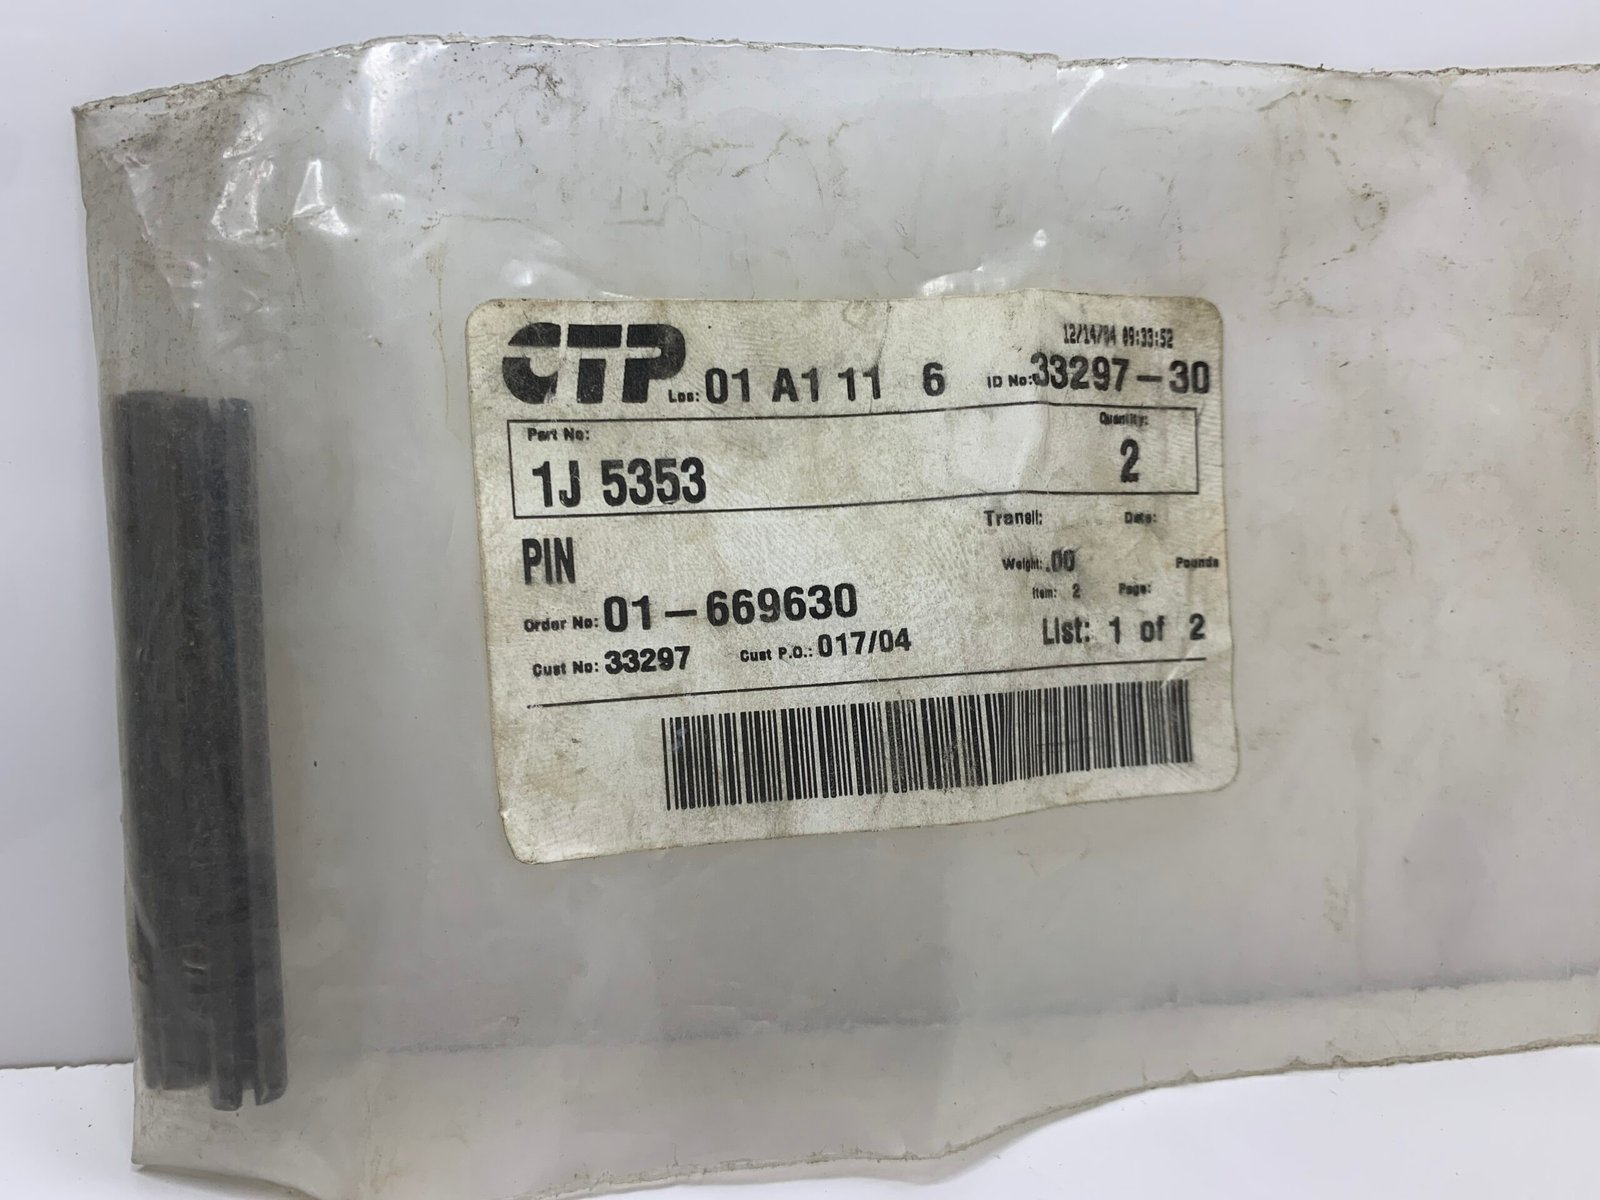 12/14/04 09:33:52
CTP Loc: 01 A1 11 6 ID No: 33297-30
Part No: Quantity:
1J 5353 2
Transit: Date:
PIN Weight: .00 Pounds
Item: 2 Page:
Order No: 01-669630
List: 1 of 2
Cust No: 33297 Cust P.O.: 017/04